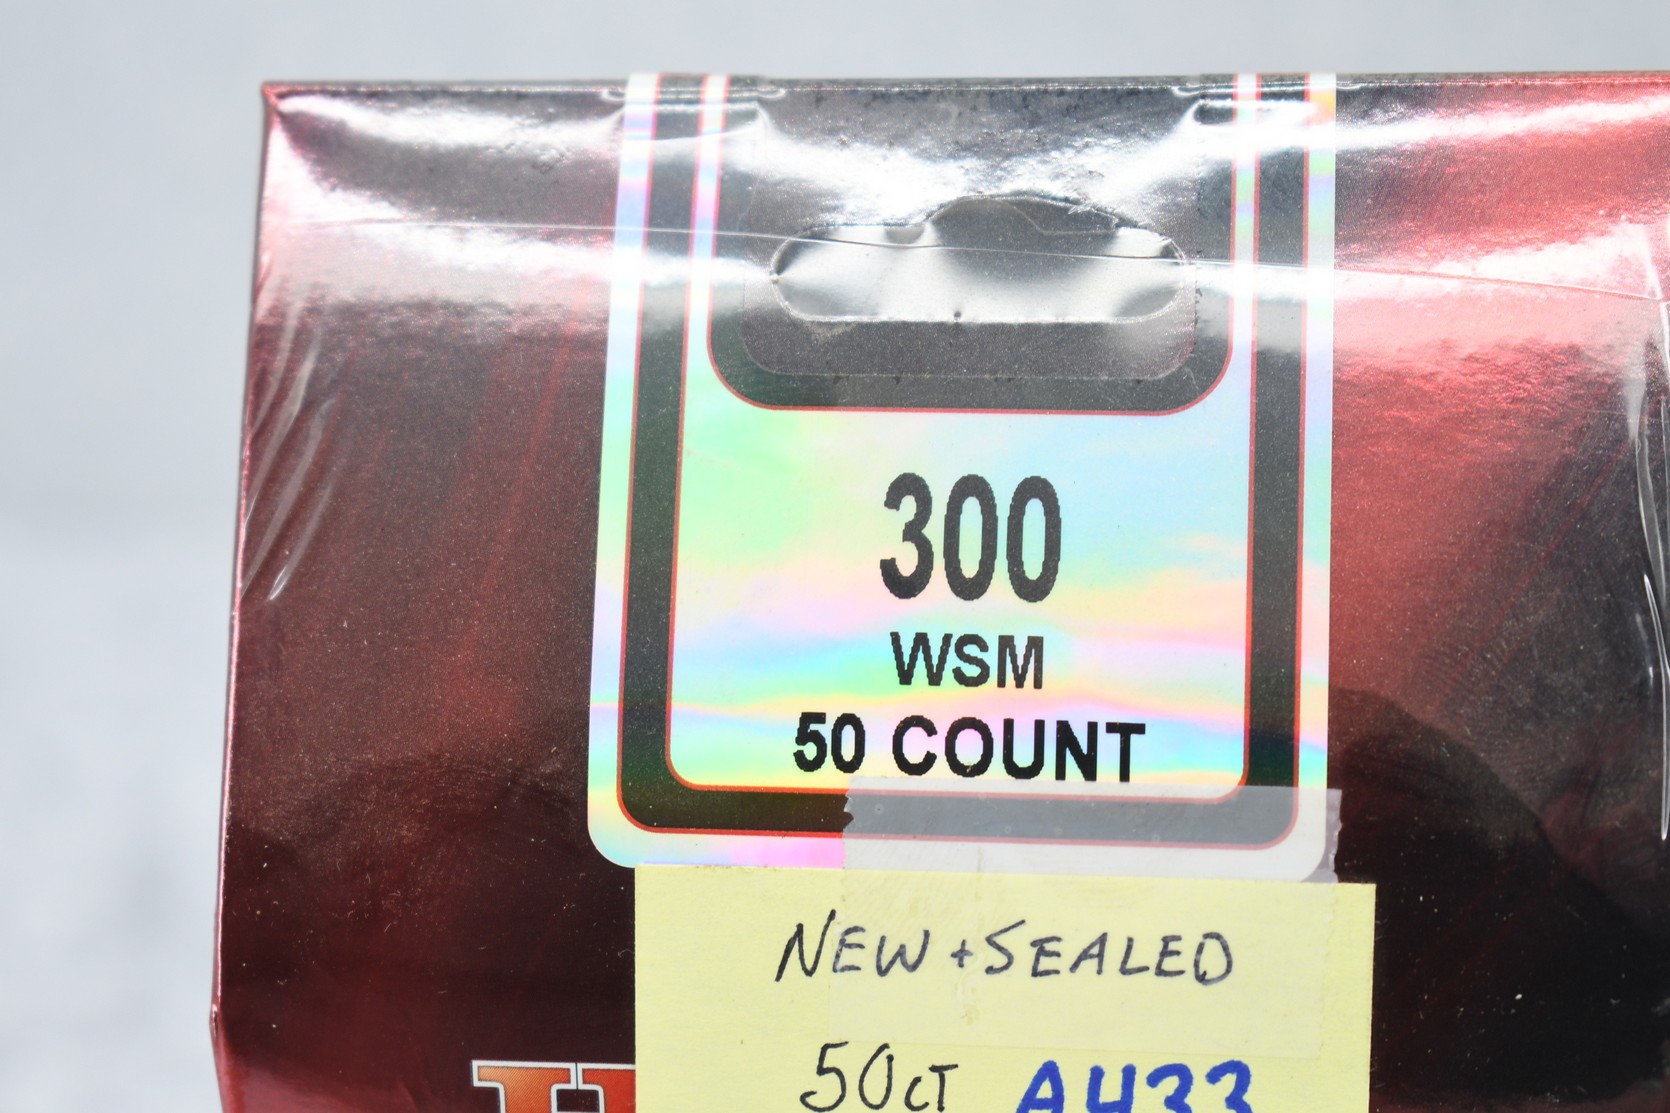 300
WSM
50 COUNT
NEW + SEALED
50CT AH33
H